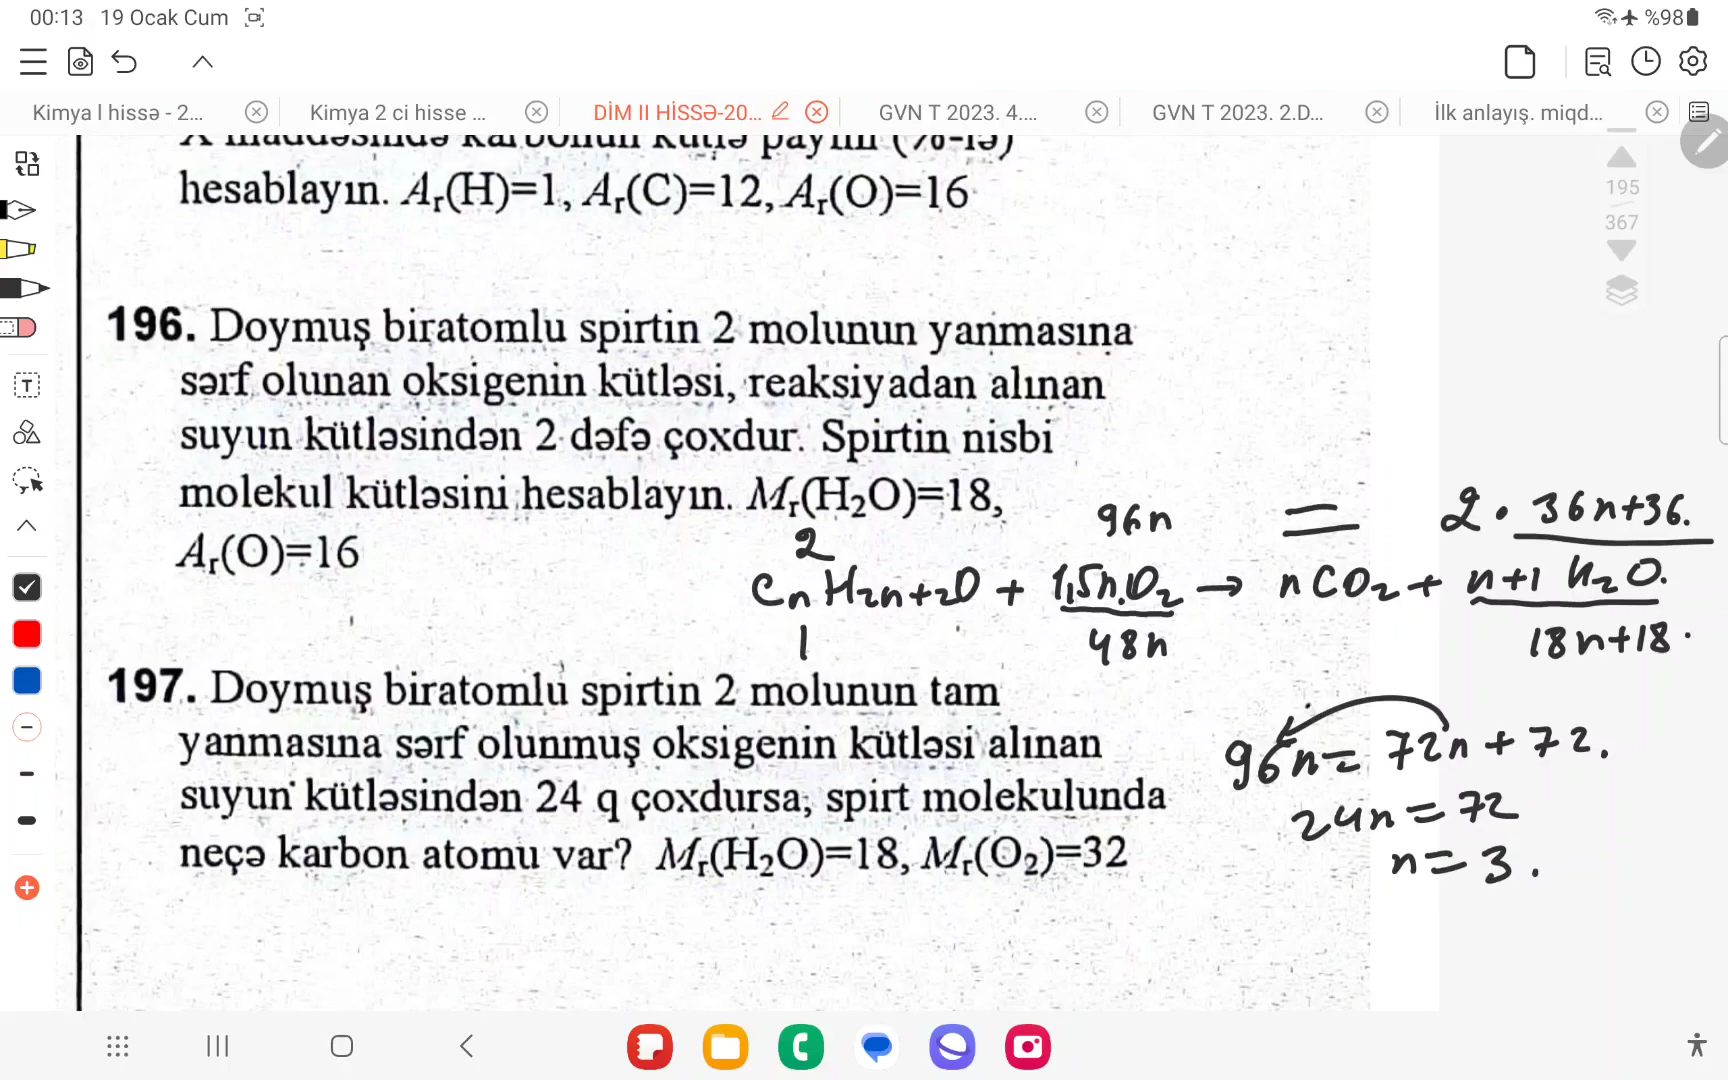 00:13 19 Ocak Cum %98
Kimya I hissə - 2... Kimya 2 ci hisse ... DİM II HİSSƏ-20... GVN T 2023. 4.... GVN T 2023. 2.D... İlk anlayış. miqd...
X maddəsində karbonun kütlə payını (%-lə)
hesablayın. Aᵣ(H)=1, Aᵣ(C)=12, Aᵣ(O)=16
195
367
196. Doymuş biratomlu spirtin 2 molunun yanmasına
sərf olunan oksigenin kütləsi, reaksiyadan alınan
suyun kütləsindən 2 dəfə çoxdur. Spirtin nisbi
molekul kütləsini hesablayın. Mᵣ(H₂O)=18,
Aᵣ(O)=16
2 96n = 2 • 36n+36.
CnH2n+2O + 1,5n.O₂ → nCO₂ + n+1 H₂O.
1 48n 18n+18.
197. Doymuş biratomlu spirtin 2 molunun tam
yanmasına sərf olunmuş oksigenin kütləsi alınan
suyun kütləsindən 24 q çoxdursa, spirt molekulunda
neçə karbon atomu var? Mᵣ(H₂O)=18, Mᵣ(O₂)=32
96n = 72n + 72.
24n = 72
n = 3.
T